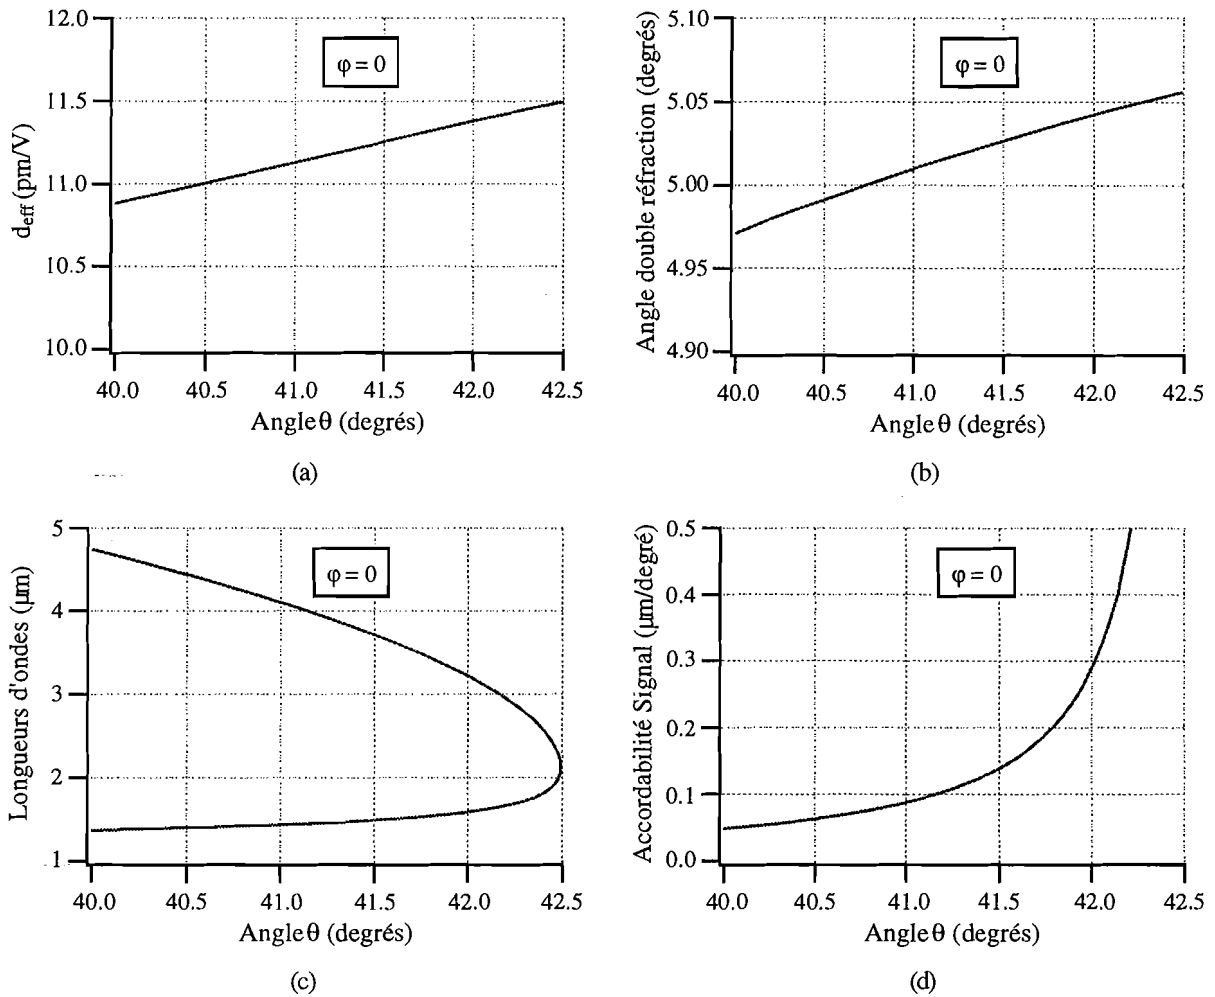 12.0
11.5
11.0
10.5
10.0
d_eff (pm/V)
φ = 0
40.0 40.5 41.0 41.5 42.0 42.5
Angle θ (degrés)
(a)
5.10
5.05
5.00
4.95
4.90
Angle double réfraction (degrés)
φ = 0
40.0 40.5 41.0 41.5 42.0 42.5
Angle θ (degrés)
(b)
5
4
3
2
1
Longueurs d'ondes (μm)
φ = 0
40.0 40.5 41.0 41.5 42.0 42.5
Angle θ (degrés)
(c)
0.5
0.4
0.3
0.2
0.1
0.0
Accordabilité Signal (μm/degré)
φ = 0
40.0 40.5 41.0 41.5 42.0 42.5
Angle θ (degrés)
(d)